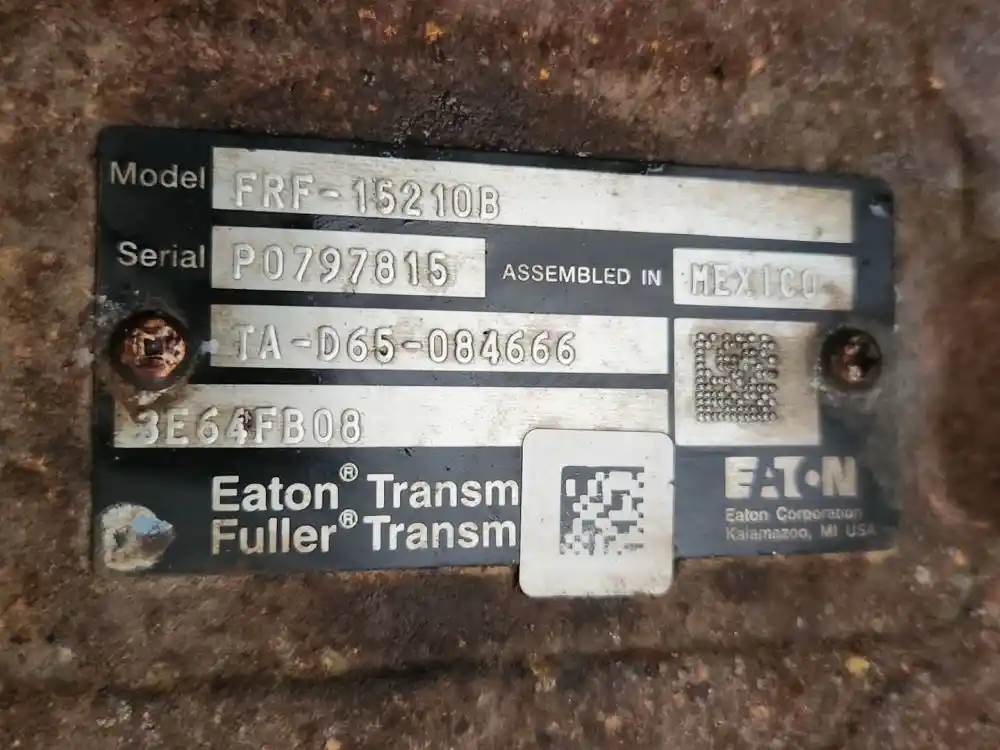 Model FRF-15210B
Serial P0797815 ASSEMBLED IN MEXICO
TA-D65-084666
3E64FB08
Eaton® Transm
Fuller® Transm
EATON
Eaton Corporation
Kalamazoo, MI USA